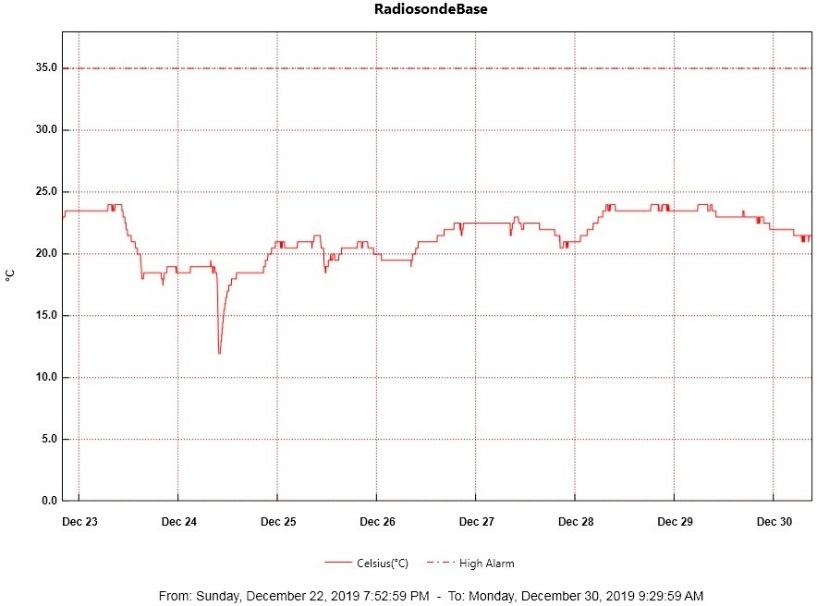 RadiosondeBase
35.0
30.0
25.0
20.0
°C
15.0
10.0
5.0
0.0
Dec 23 Dec 24 Dec 25 Dec 26 Dec 27 Dec 28 Dec 29 Dec 30
Celsius(°C) High Alarm
From: Sunday, December 22, 2019 7:52:59 PM - To: Monday, December 30, 2019 9:29:59 AM